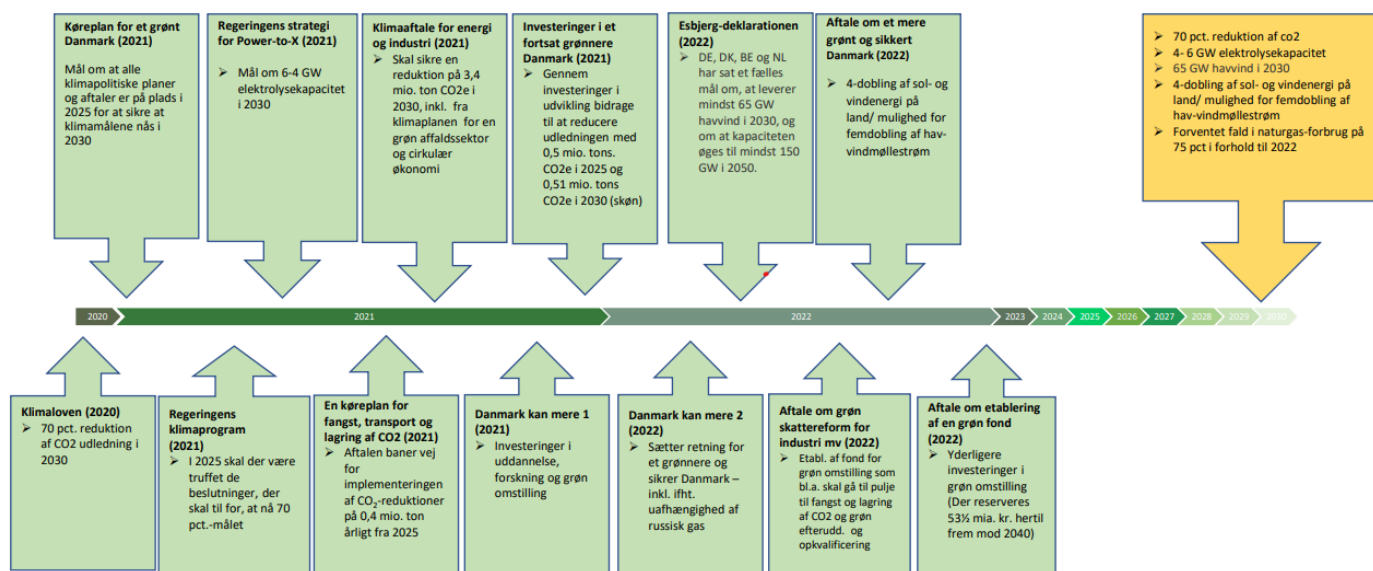 Køreplan for et grønt
Danmark (2021)
Mål om at alle
klimapolitiske planer
og aftaler er på plads i
2025 for at sikre at
klimamålene nås i
2030
Regeringens strategi
for Power-to-X (2021)
➢ Mål om 6-4 GW
elektrolysekapacitet
i 2030
Klimaaftale for energi
og industri (2021)
➢ Skal sikre en
reduktion på 3,4
mio. ton CO2e i
2030, inkl. fra
klimaplanen for en
grøn affaldssektor
og cirkulær
økonomi
Investeringer i et
fortsat grønnere
Danmark (2021)
➢ Gennem
investeringer i
udvikling bidrage
til at reducere
udledningen med
0,5 mio. tons.
CO2e i 2025 og
0,51 mio. tons
CO2e i 2030 (skøn)
Esbjerg-deklarationen
(2022)
➢ DE, DK, BE og NL
har sat et fælles
mål om, at leverer
mindst 65 GW
havvind i 2030, og
om at kapaciteten
øges til mindst 150
GW i 2050.
Aftale om et mere
grønt og sikkert
Danmark (2022)
➢ 4-dobling af sol- og
vindenergi på
land/ mulighed for
femdobling af hav-
vindmøllestrøm
➢ 70 pct. reduktion af co2
➢ 4- 6 GW elektrolysekapacitet
➢ 65 GW havvind i 2030
➢ 4-dobling af sol- og vindenergi på
land/ mulighed for femdobling af
hav-vindmøllestrøm
➢ Forventet fald i naturgas-forbrug på
75 pct i forhold til 2022
2020 2021 2022 2023 2024 2025 2026 2027 2028 2029 2030
Klimaloven (2020)
➢ 70 pct. reduktion
af CO2 udledning i
2030
Regeringens
klimaprogram
(2021)
➢ I 2025 skal der være
truffet de
beslutninger, der
skal til for, at nå 70
pct.-målet
En køreplan for
fangst, transport og
lagring af CO2 (2021)
➢ Aftalen baner vej for
implementeringen
af CO₂-reduktioner
på 0,4 mio. ton
årligt fra 2025
Danmark kan mere 1
(2021)
➢ Investeringer i
uddannelse,
forskning og grøn
omstilling
Danmark kan mere 2
(2022)
➢ Sætter retning for
et grønnere og
sikrer Danmark –
inkl. ifht.
uafhængighed af
russisk gas
Aftale om grøn
skattereform for
industri mv (2022)
➢ Etabl. af fond for
grøn omstilling som
bl.a. skal gå til pulje
til fangst og lagring
af CO2 og grøn
efterudd. og
opkvalificering
Aftale om etablering
af en grøn fond
(2022)
➢ Yderligere
investeringer i
grøn omstilling
(Der reserveres
53½ mia. kr. hertil
frem mod 2040)